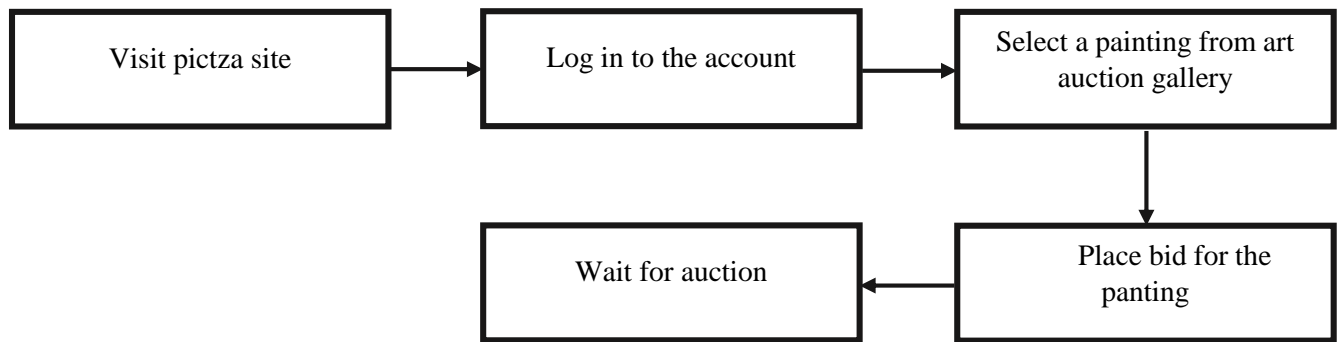 Visit pictza site
Log in to the account
Select a painting from art
auction gallery
Place bid for the
panting
Wait for auction